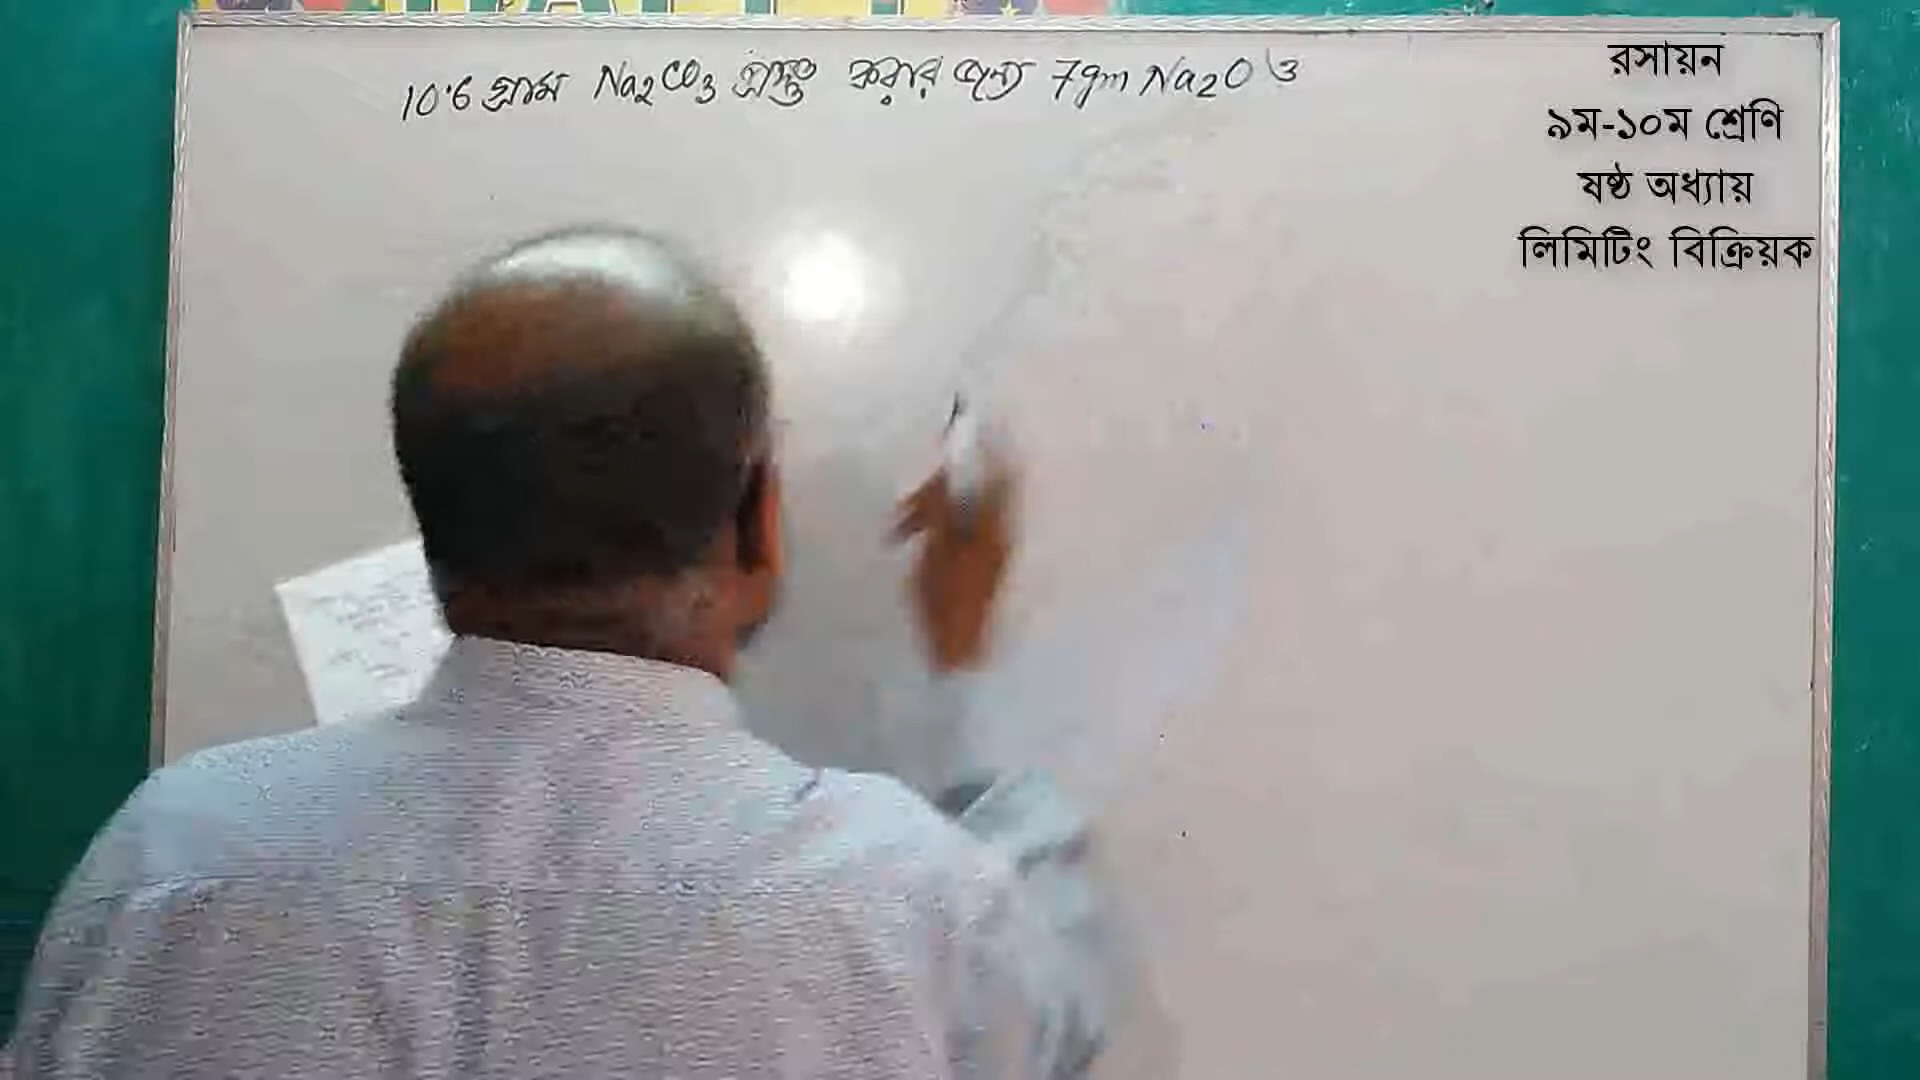 10.6 গ্রাম Na2CO3 প্রস্তুত করার জন্য 7gm Na2O ও
রসায়ন
৯ম-১০ম শ্রেণি
ষষ্ঠ অধ্যায়
লিমিটিং বিক্রিয়ক